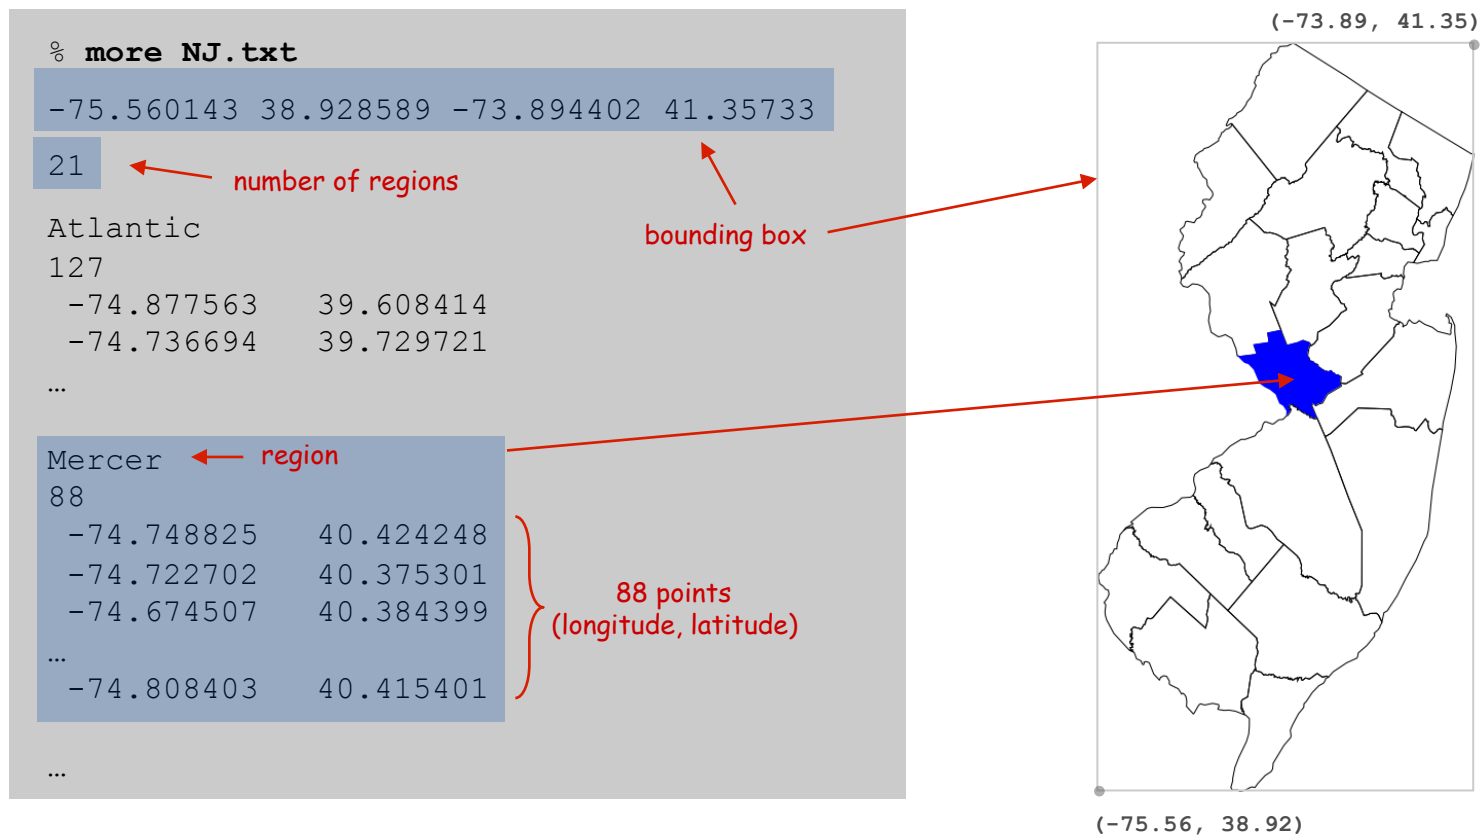 % more NJ.txt
-75.560143 38.928589 -73.894402 41.35733
21
number of regions
bounding box
Atlantic
127
-74.877563 39.608414
-74.736694 39.729721
…
Mercer
region
88
-74.748825 40.424248
-74.722702 40.375301
-74.674507 40.384399
…
-74.808403 40.415401
88 points
(longitude, latitude)
…
(-73.89, 41.35)
(-75.56, 38.92)